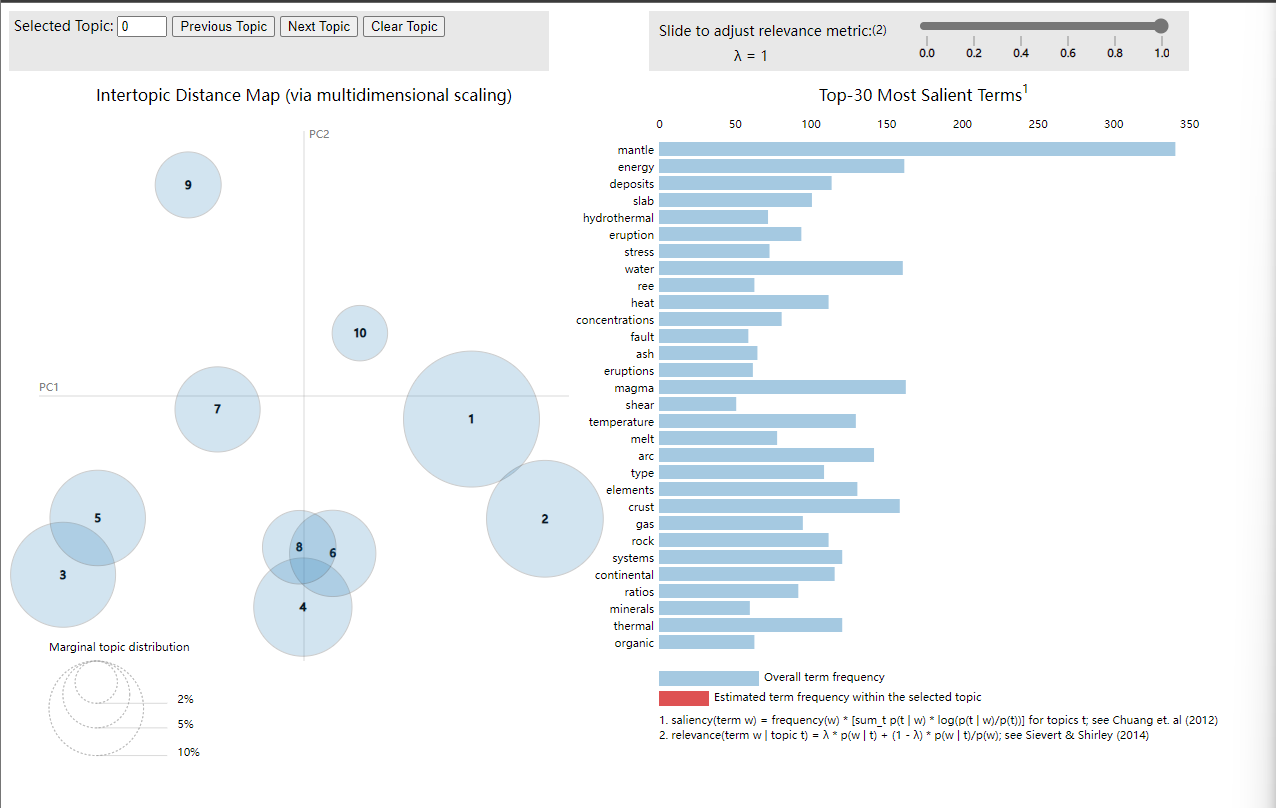 Selected Topic: 0 Previous Topic Next Topic Clear Topic
Slide to adjust relevance metric:(2)
λ = 1
0.0 0.2 0.4 0.6 0.8 1.0
Intertopic Distance Map (via multidimensional scaling)
PC2
PC1
9
10
7
1
5
2
8
6
3
4
Marginal topic distribution
2%
5%
10%
Top-30 Most Salient Terms1
0 50 100 150 200 250 300 350
mantle
energy
deposits
slab
hydrothermal
eruption
stress
water
ree
heat
concentrations
fault
ash
eruptions
magma
shear
temperature
melt
arc
type
elements
crust
gas
rock
systems
continental
ratios
minerals
thermal
organic
Overall term frequency
Estimated term frequency within the selected topic
1. saliency(term w) = frequency(w) * [sum_t p(t | w) * log(p(t | w)/p(t))] for topics t; see Chuang et. al (2012)
2. relevance(term w | topic t) = λ * p(w | t) + (1 - λ) * p(w | t)/p(w); see Sievert & Shirley (2014)